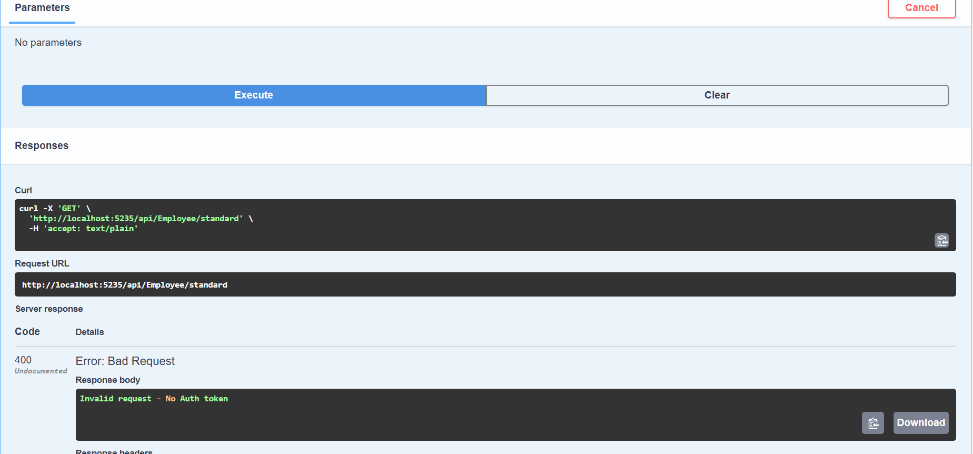 Parameters
Cancel
No parameters
Execute
Clear
Responses
Curl
curl -X 'GET' \
'http://localhost:5235/api/Employee/standard' \
-H 'accept: text/plain'
Request URL
http://localhost:5235/api/Employee/standard
Server response
Code
Details
400
Undocumented
Error: Bad Request
Response body
Invalid request - No Auth token
Download
Response headers